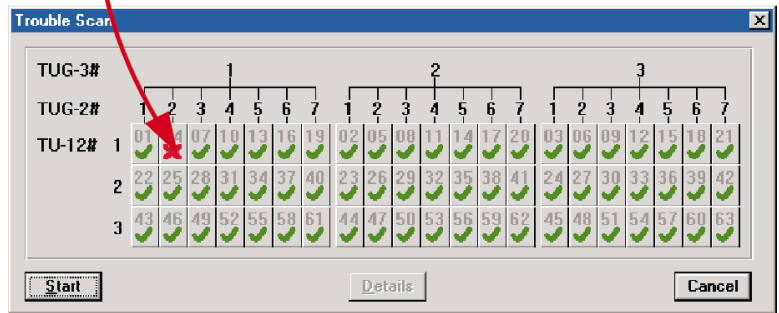 Trouble Scan
TUG-3# 1 2 3
TUG-2# 1 2 3 4 5 6 7 1 2 3 4 5 6 7 1 2 3 4 5 6 7
TU-12# 1 01 04 07 10 13 16 19 02 05 08 11 14 17 20 03 06 09 12 15 18 21
2 22 25 28 31 34 37 40 23 26 29 32 35 38 41 24 27 30 33 36 39 42
3 43 46 49 52 55 58 61 44 47 50 53 56 59 62 45 48 51 54 57 60 63
Start Details Cancel